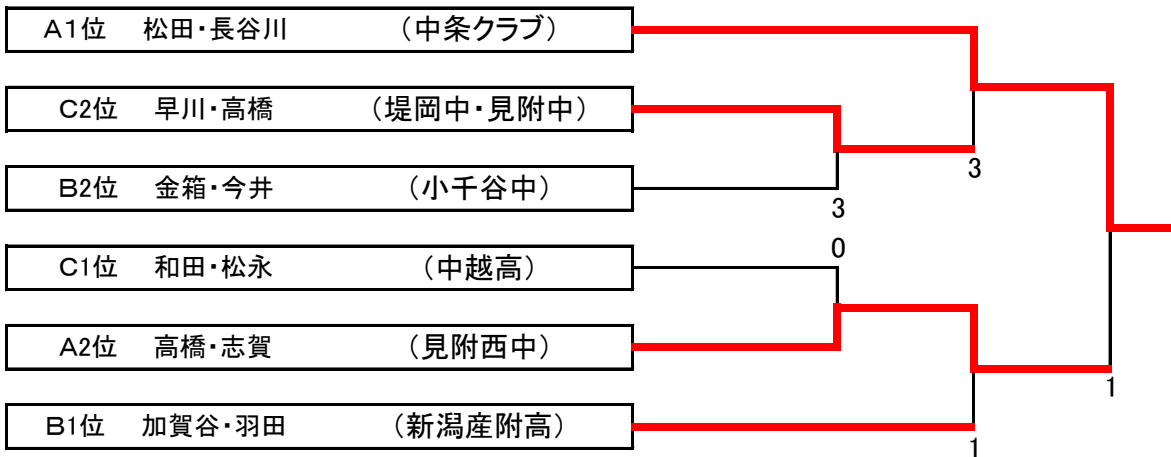 A1位 松田・長谷川 （中条クラブ）
C2位 早川・高橋 （堤岡中・見附中）
3
B2位 金箱・今井 （小千谷中）
3
0
C1位 和田・松永 （中越高）
A2位 高橋・志賀 （見附西中）
1
B1位 加賀谷・羽田 （新潟産附高）
1